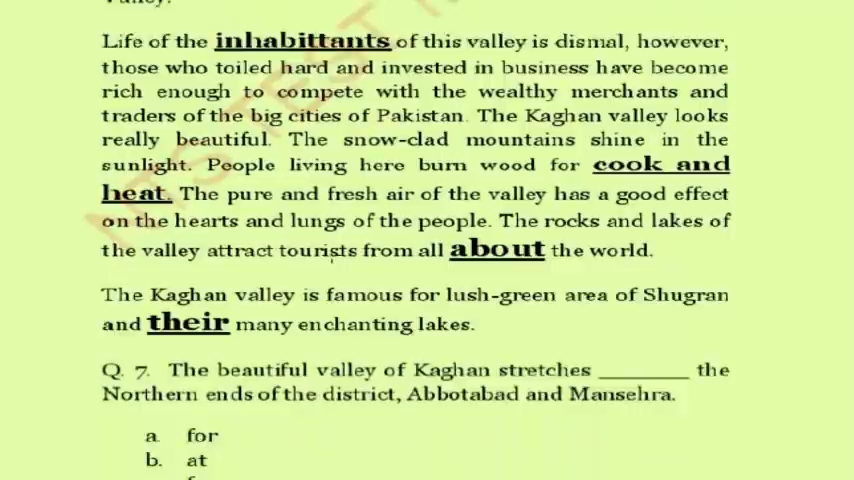 Valley.
Life of the inhabittants of this valley is dismal, however,
those who toiled hard and invested in business have become
rich enough to compete with the wealthy merchants and
traders of the big cities of Pakistan. The Kaghan valley looks
really beautiful. The snow-clad mountains shine in the
sunlight. People living here burn wood for cook and
heat. The pure and fresh air of the valley has a good effect
on the hearts and lungs of the people. The rocks and lakes of
the valley attract tourists from all about the world.
The Kaghan valley is famous for lush-green area of Shugran
and their many enchanting lakes.
Q. 7. The beautiful valley of Kaghan stretches ________ the
Northern ends of the district, Abbotabad and Mansehra.
a. for
b. at